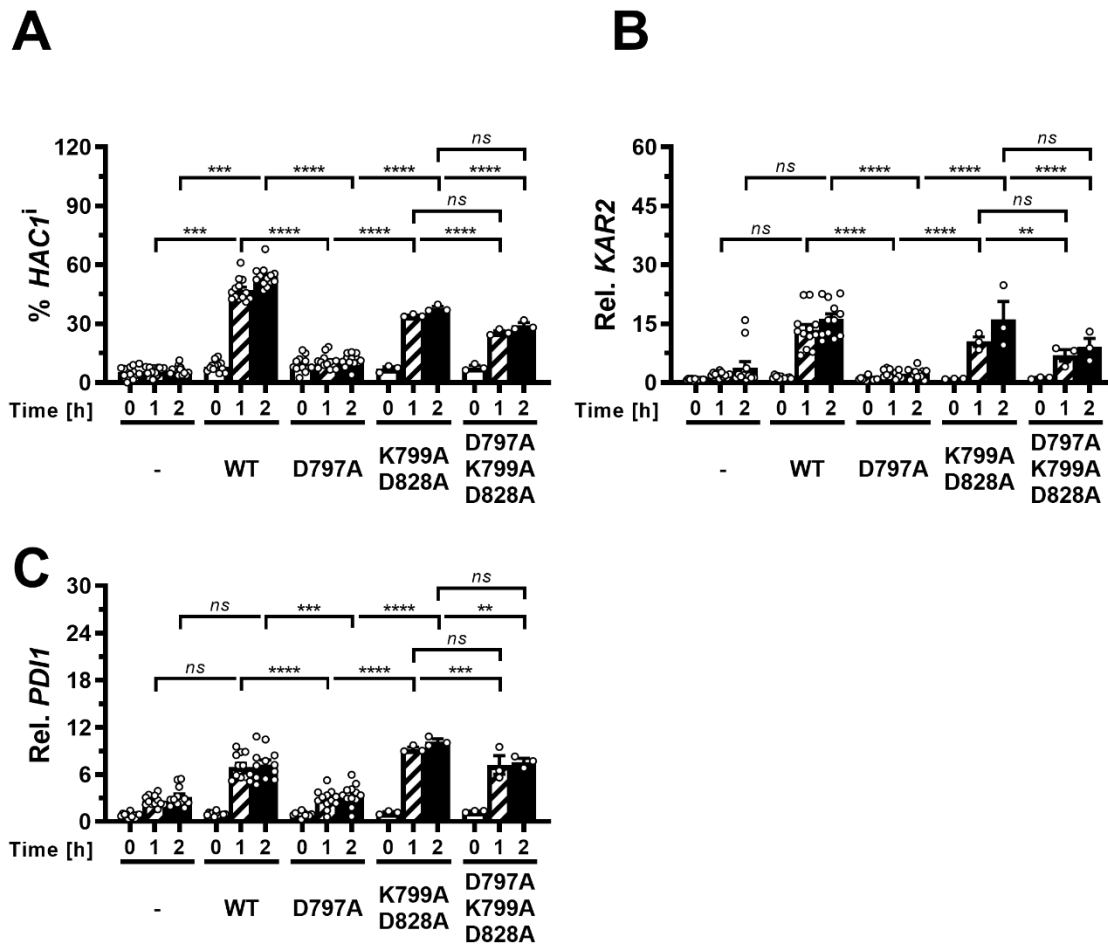 A
% HAC1ⁱ
120
90
60
30
0
ns
*** **** **** ****
ns
*** **** **** ****
Time [h] 0 1 2 0 1 2 0 1 2 0 1 2 0 1 2
- WT D797A K799A D828A D797A K799A D828A
B
Rel. KAR2
60
45
30
15
0
ns
ns **** **** ****
ns
ns **** **** **
Time [h] 0 1 2 0 1 2 0 1 2 0 1 2 0 1 2
- WT D797A K799A D828A D797A K799A D828A
C
Rel. PDI1
30
24
18
12
6
0
ns
ns *** **** **
ns
ns **** **** ***
Time [h] 0 1 2 0 1 2 0 1 2 0 1 2 0 1 2
- WT D797A K799A D828A D797A K799A D828A